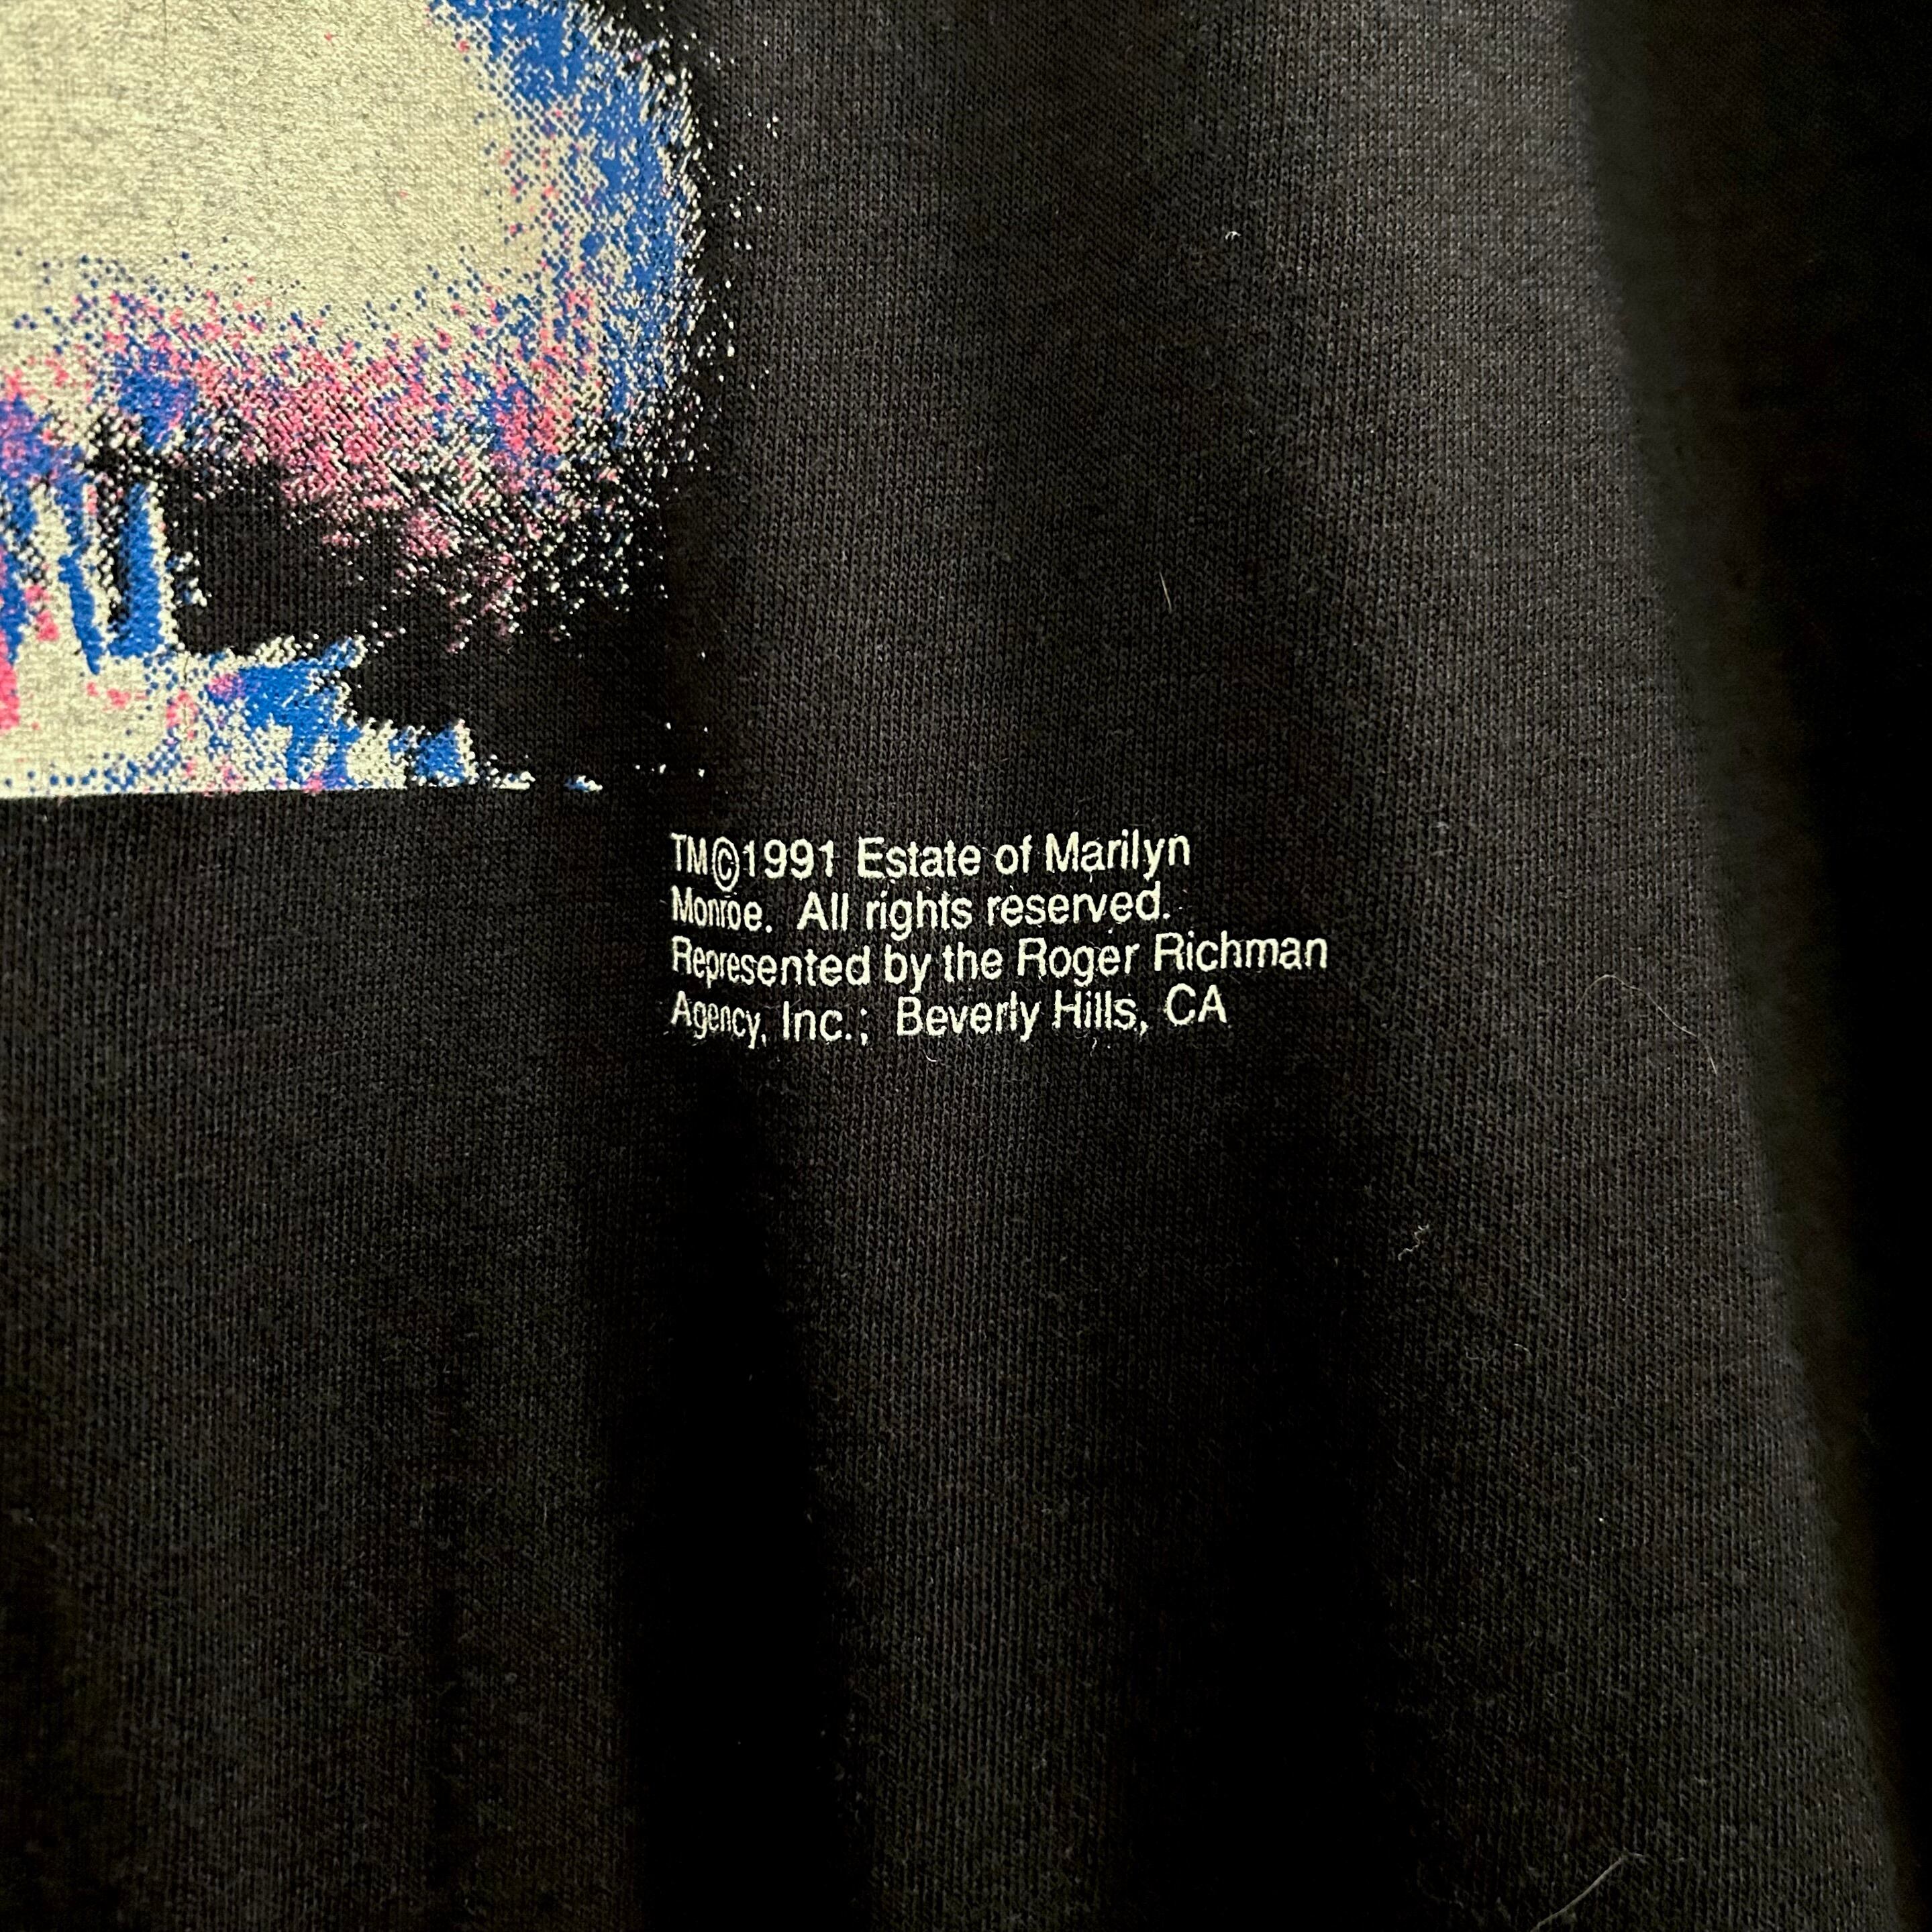 TM©1991 Estate of Marilyn
Monroe.  All rights reserved.
Represented by the Roger Richman
Agency, Inc.;  Beverly Hills, CA